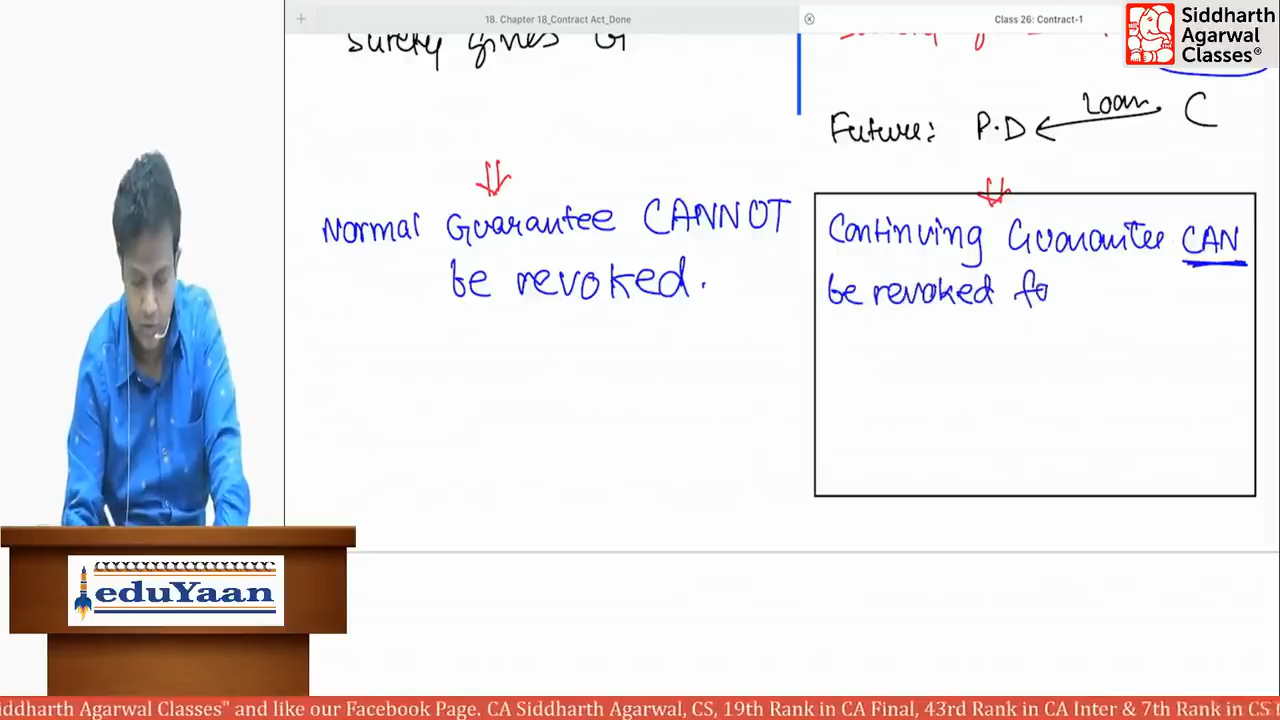 18. Chapter 18_Contract Act_Done
Class 26: Contract-1
Siddharth
Agarwal
Classes®
Surety gives G
Loan
C
Future: P.D
Normal Guarantee CANNOT
be revoked.
Continuing Guarantee CAN
be revoked fo
eduYaan
iddharth Agarwal Classes" and like our Facebook Page. CA Siddharth Agarwal, CS, 19th Rank in CA Final, 43rd Rank in CA Inter & 7th Rank in CS